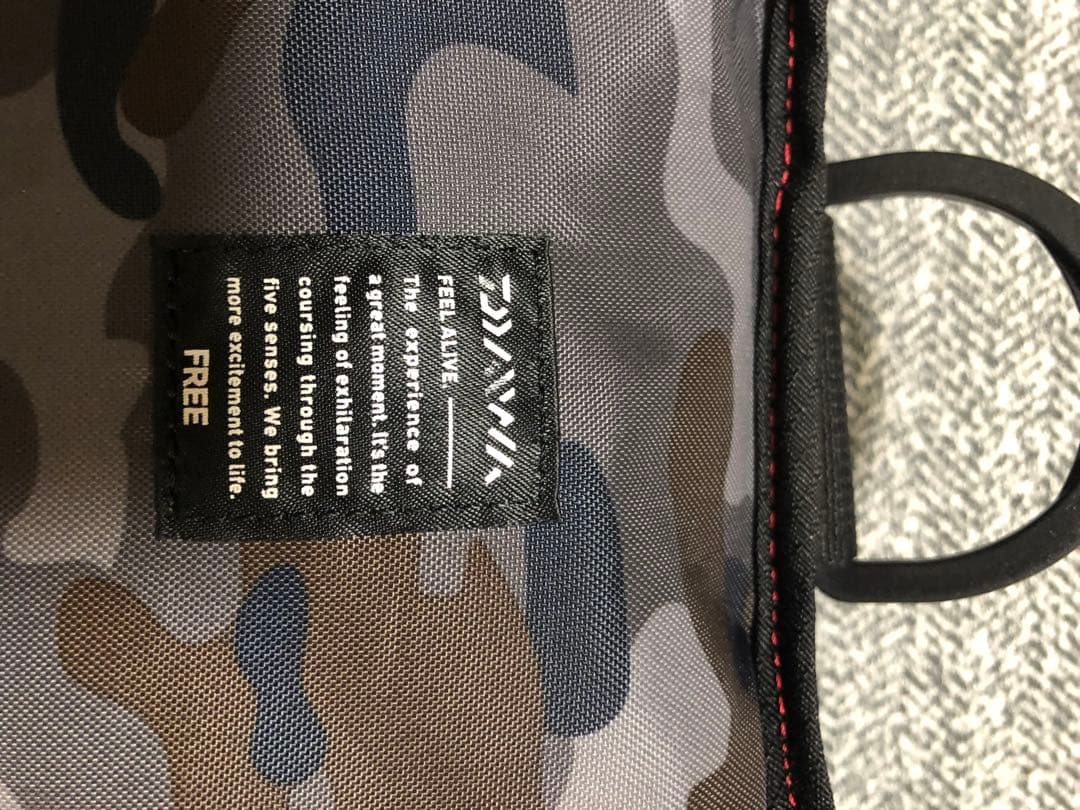 DAIWA
FEEL ALIVE.
The experience of
a great moment. It's the
feeling of exhilaration
coursing through the
five senses. We bring
more excitement to life.
FREE